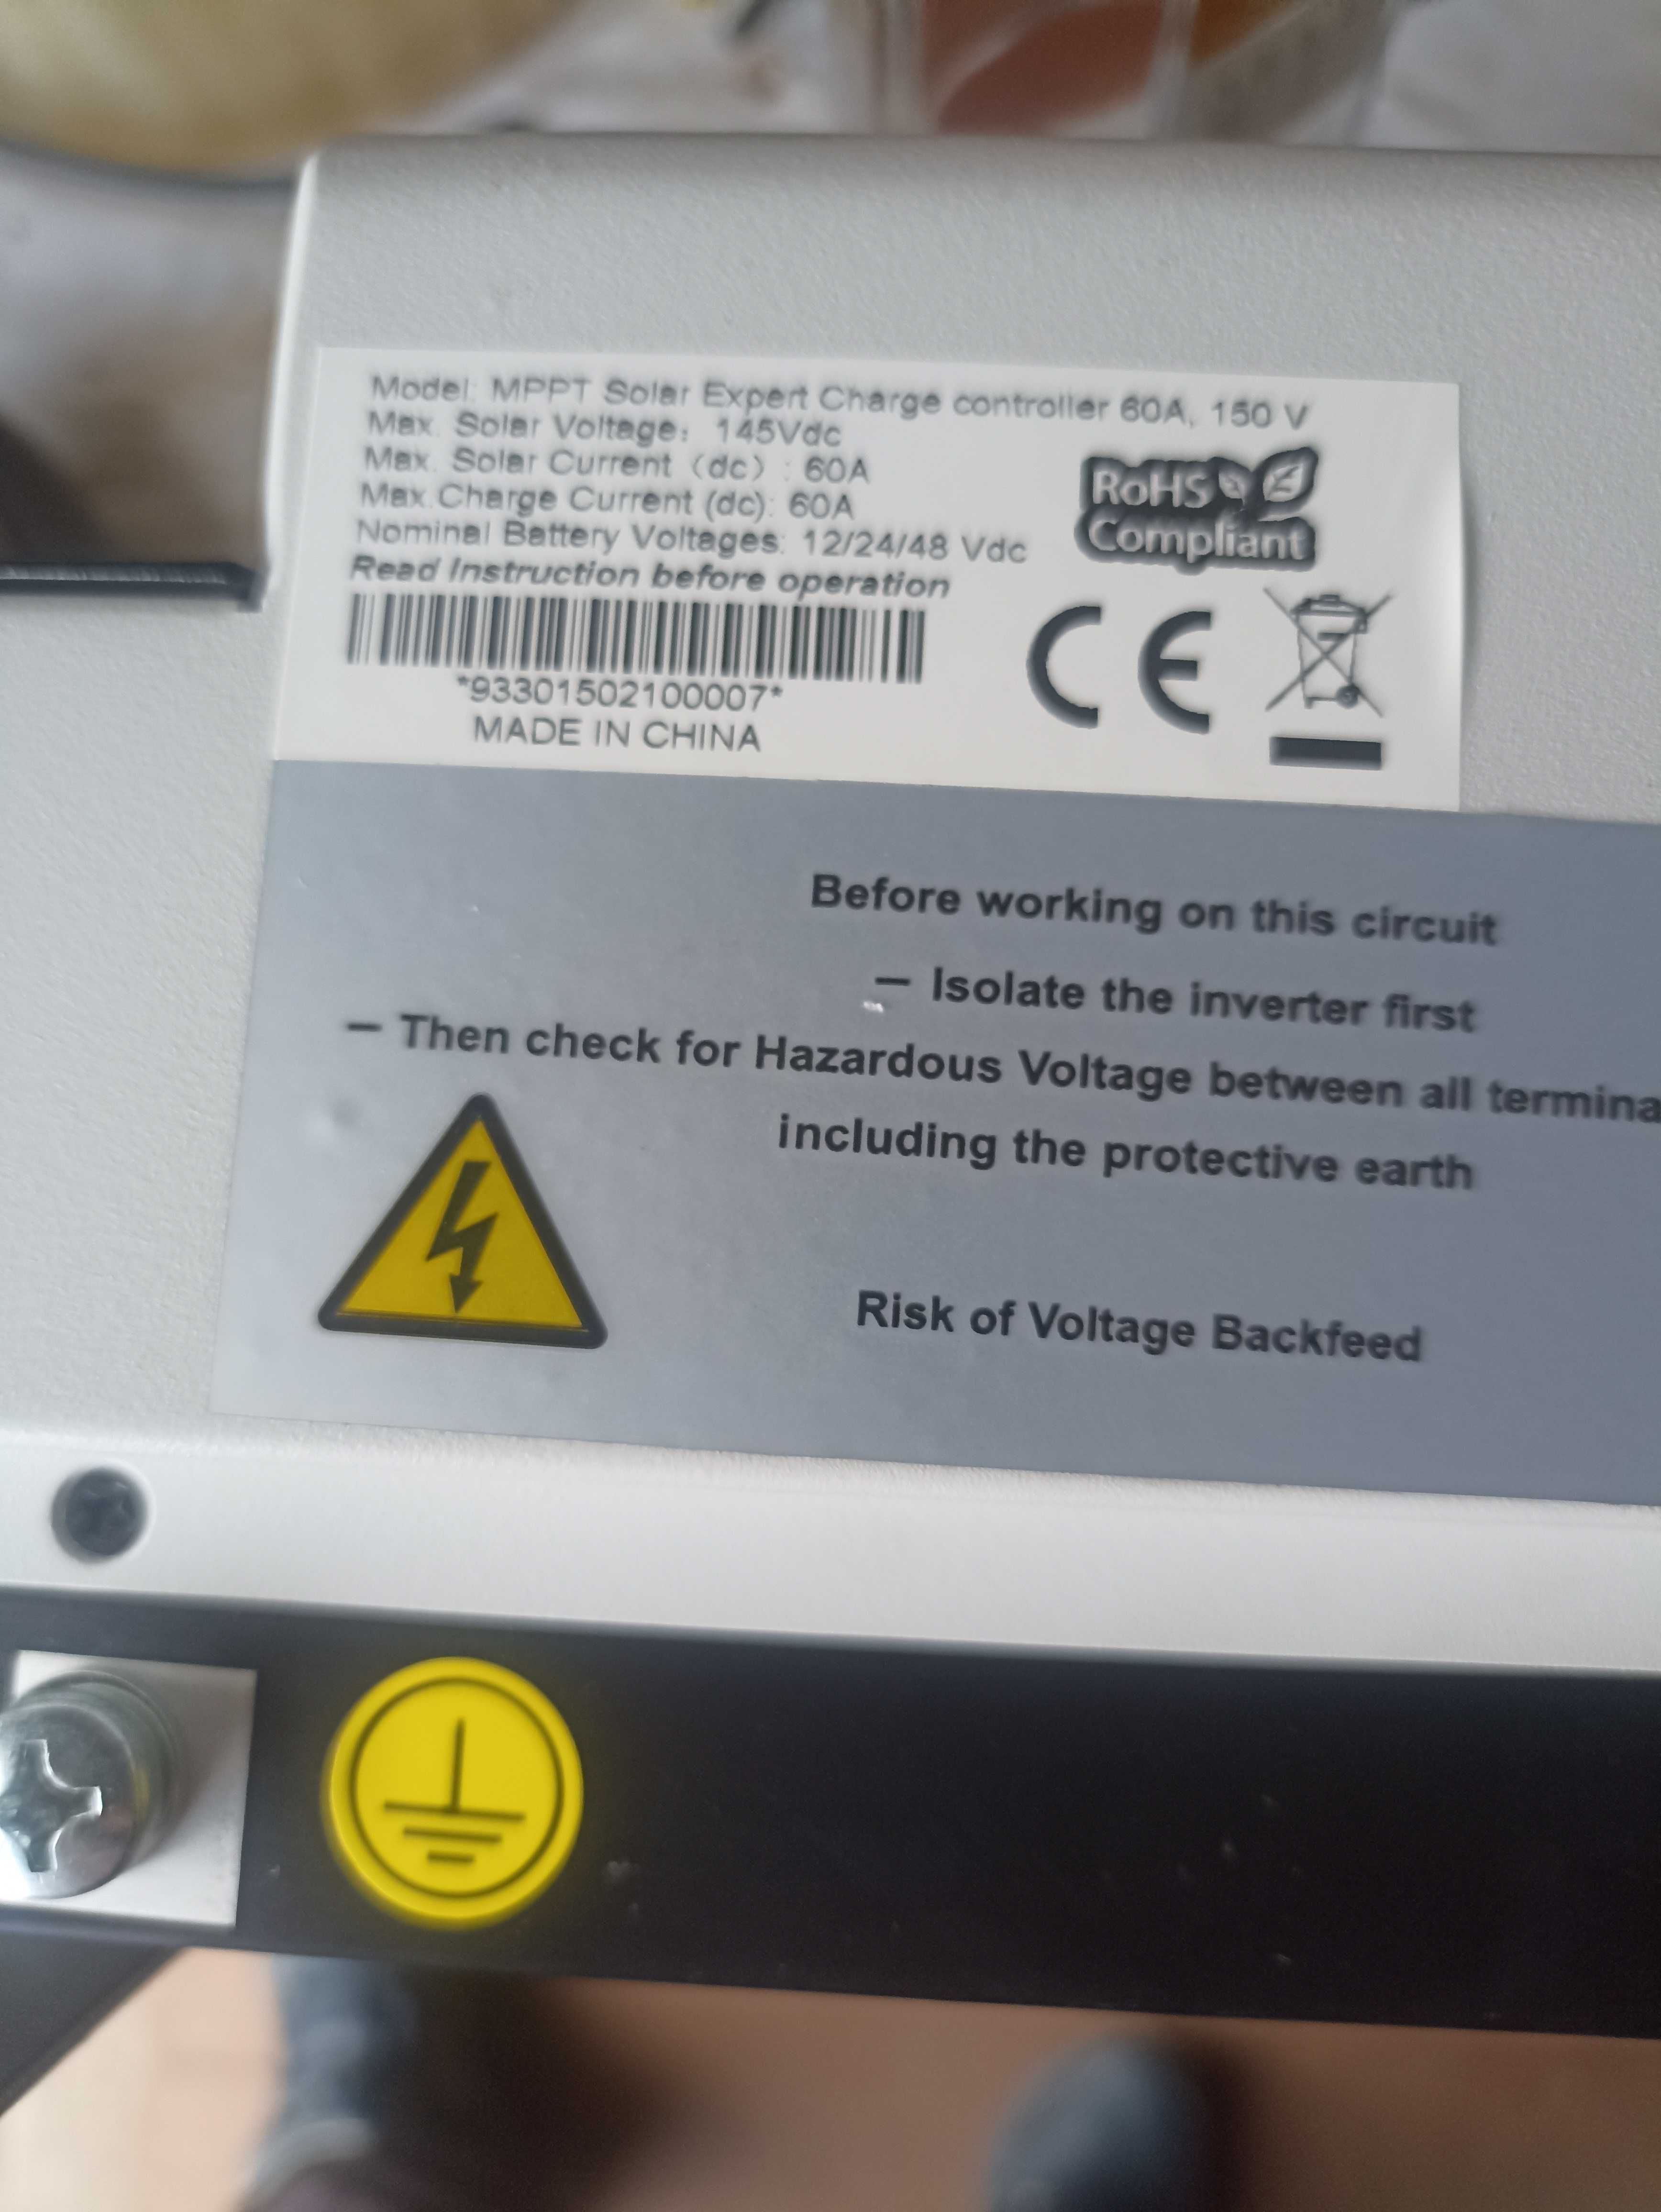 Model: MPPT Solar Expert Charge controller 60A, 150 V
Max. Solar Voltage: 145Vdc
Max. Solar Current (dc) : 60A
Max.Charge Current (dc): 60A
Nominal Battery Voltages: 12/24/48 Vdc
Read Instruction before operation
RoHS
Compliant
*93301502100007*
MADE IN CHINA
CE
Before working on this circuit
– Isolate the inverter first
– Then check for Hazardous Voltage between all termina
including the protective earth
Risk of Voltage Backfeed